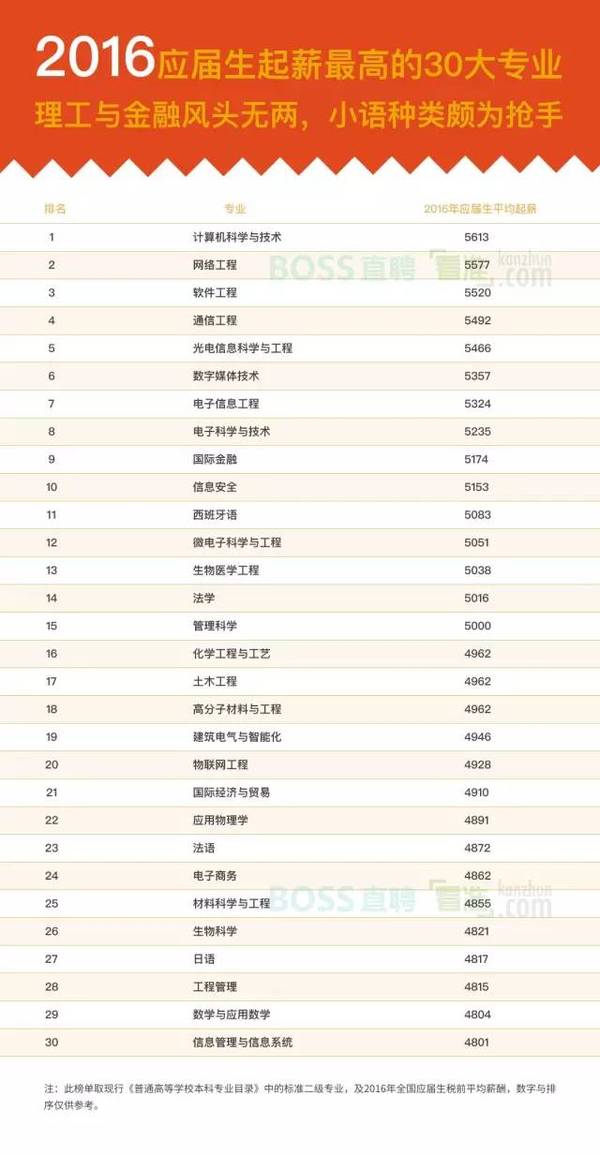 2016应届生起薪最高的30大专业
理工与金融风头无两，小语种类颇为抢手
排名 专业 2016年应届生平均起薪
1 计算机科学与技术 5613
2 网络工程 5577
BOSS直聘 看准 kanzhun.com
3 软件工程 5520
4 通信工程 5492
5 光电信息科学与工程 5466
6 数字媒体技术 5357
7 电子信息工程 5324
8 电子科学与技术 5235
9 国际金融 5174
10 信息安全 5153
11 西班牙语 5083
12 微电子科学与工程 5051
13 生物医学工程 5038
14 法学 5016
15 管理科学 5000
16 化学工程与工艺 4962
17 土木工程 4962
18 高分子材料与工程 4962
19 建筑电气与智能化 4946
20 物联网工程 4928
21 国际经济与贸易 4910
22 应用物理学 4891
23 法语 4872
24 电子商务 4862
25 材料科学与工程 4855
BOSS直聘 看准 kanzhun.com
26 生物科学 4821
27 日语 4817
28 工程管理 4815
29 数学与应用数学 4804
30 信息管理与信息系统 4801
注：此榜单取现行《普通高等学校本科专业目录》中的标准二级专业，及2016年全国应届生税前平均薪酬，数字与排
序仅供参考。